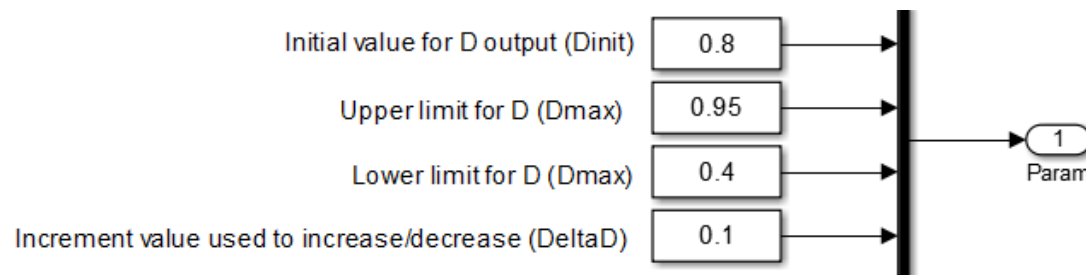 Initial value for D output (Dinit) 0.8
Upper limit for D (Dmax) 0.95
Lower limit for D (Dmax) 0.4
Increment value used to increase/decrease (DeltaD) 0.1
1
Param